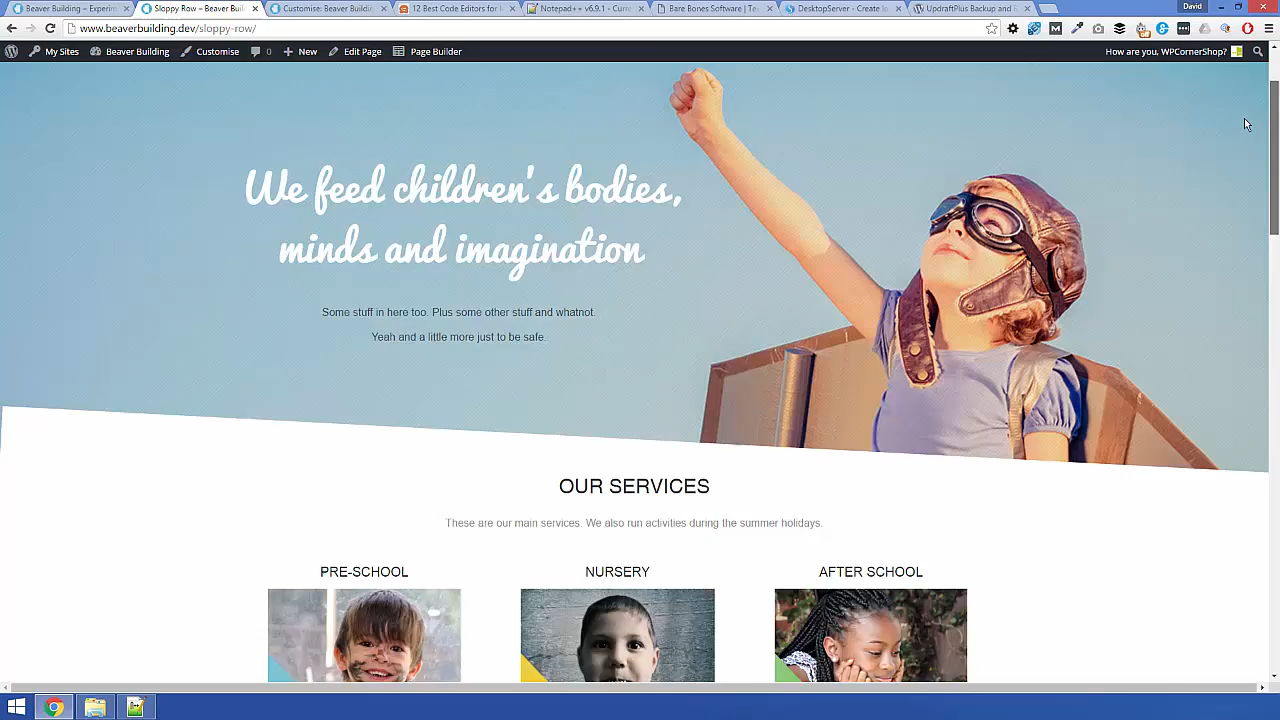 Beaver Building – Experim
Sloppy Row – Beaver Buil
Customise: Beaver Buildin
12 Best Code Editors for
Notepad++ v6.9.1 - Curre
Bare Bones Software | Te
DesktopServer - Create lo
UpdraftPlus Backup and
David
www.beaverbuilding.dev/sloppy-row/
My Sites
Beaver Building
Customise
0
New
Edit Page
Page Builder
How are you, WPCornerShop?
We feed children's bodies,
minds and imagination
Some stuff in here too. Plus some other stuff and whatnot.
Yeah and a little more just to be safe.
OUR SERVICES
These are our main services. We also run activities during the summer holidays.
PRE-SCHOOL
NURSERY
AFTER SCHOOL